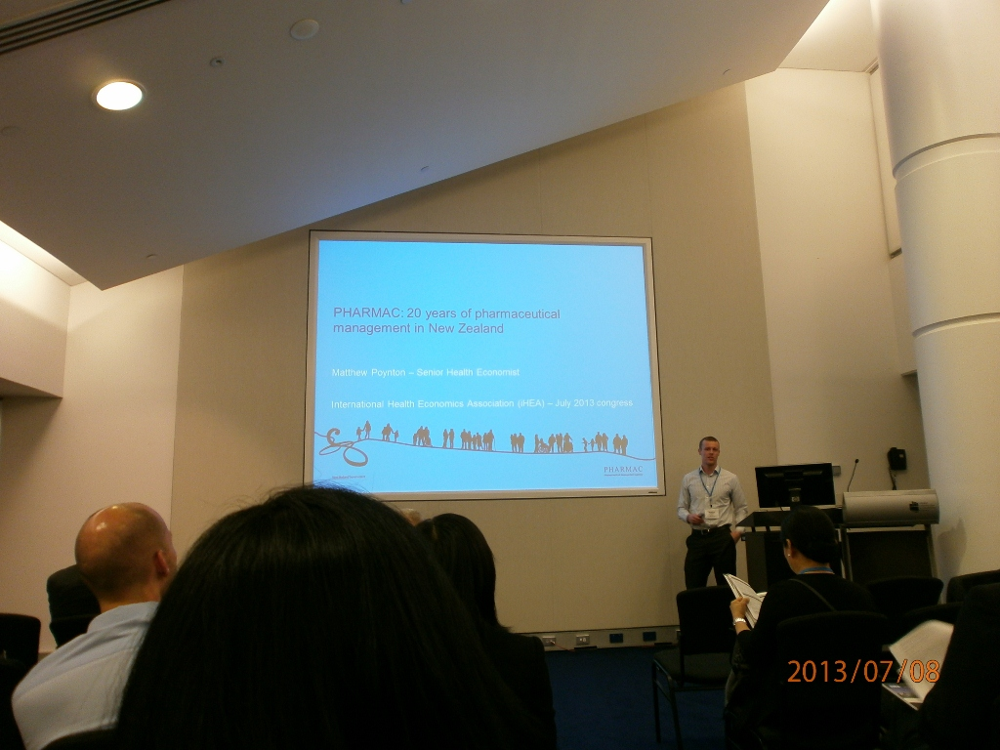 PHARMAC: 20 years of pharmaceutical
management in New Zealand
Matthew Poynton – Senior Health Economist
International Health Economics Association (iHEA) – July 2013 congress
PHARMAC
2013/07/08